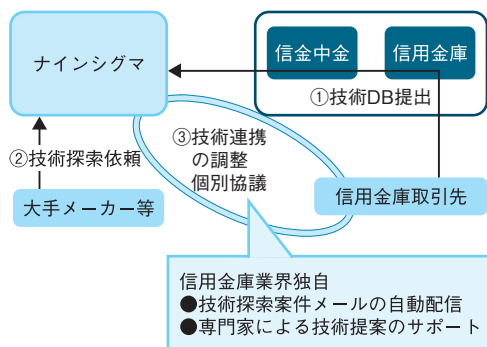 ナインシグマ
信金中金
信用金庫
①技術DB提出
②技術探索依頼
③技術連携
の調整
個別協議
大手メーカー等
信用金庫取引先
信用金庫業界独自
●技術探索案件メールの自動配信
●専門家による技術提案のサポート